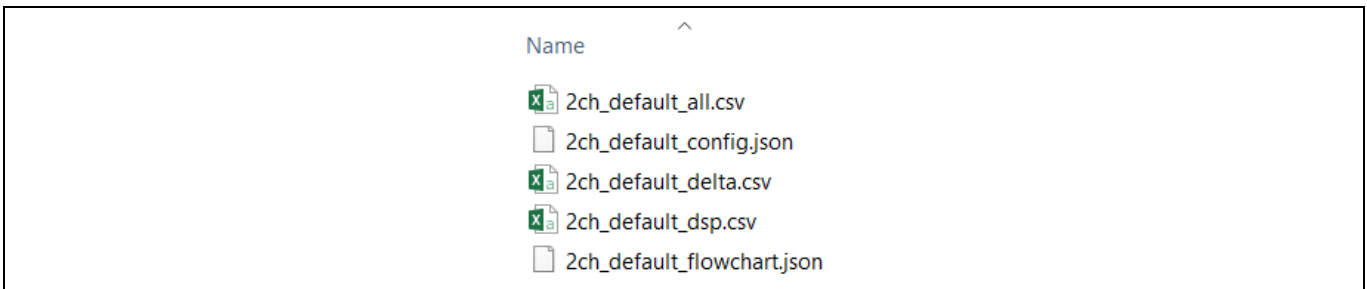 Name
2ch_default_all.csv
2ch_default_config.json
2ch_default_delta.csv
2ch_default_dsp.csv
2ch_default_flowchart.json